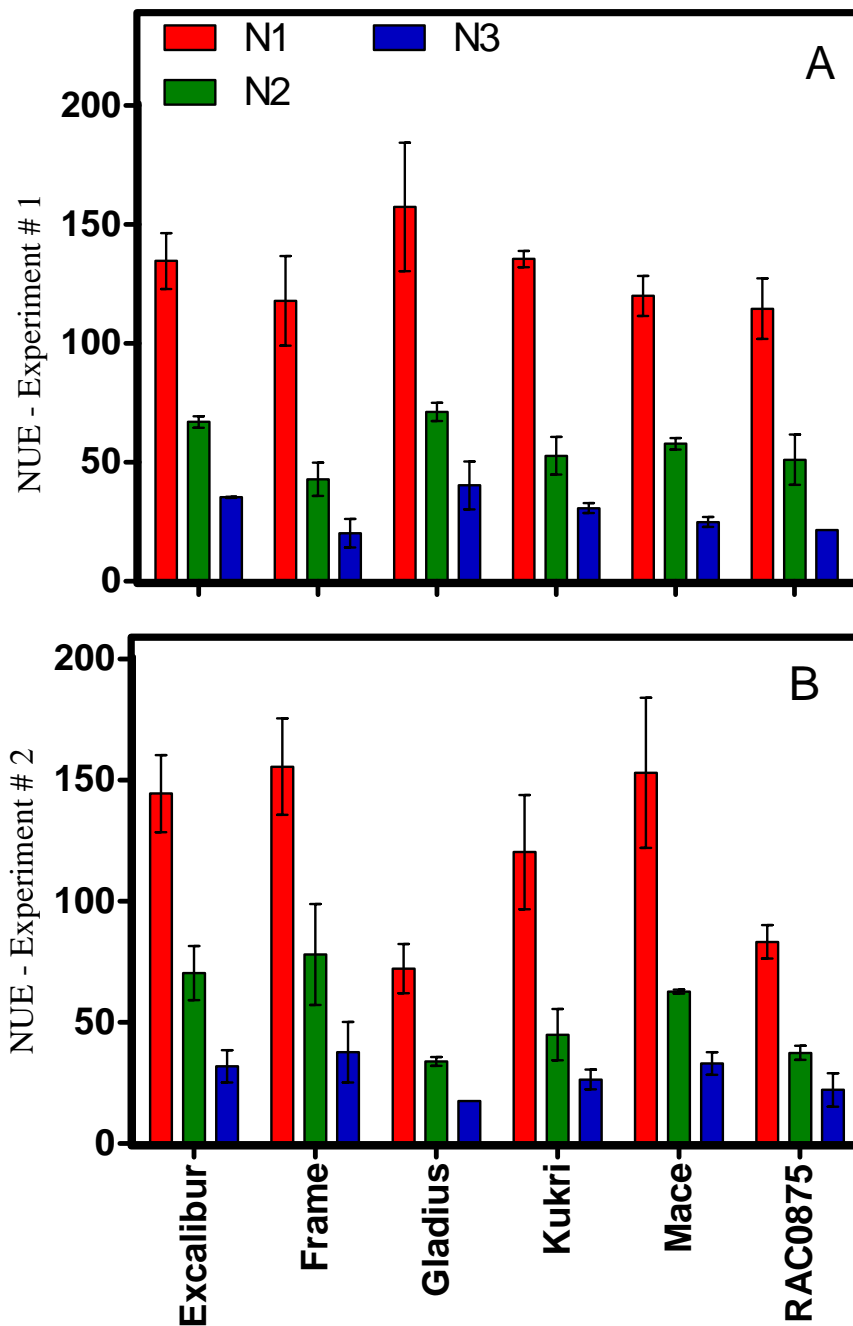 N1 N3
N2
A
200
150
100
50
0
NUE - Experiment # 1
B
200
150
100
50
0
NUE - Experiment # 2
Excalibur
Frame
Gladius
Kukri
Mace
RAC0875